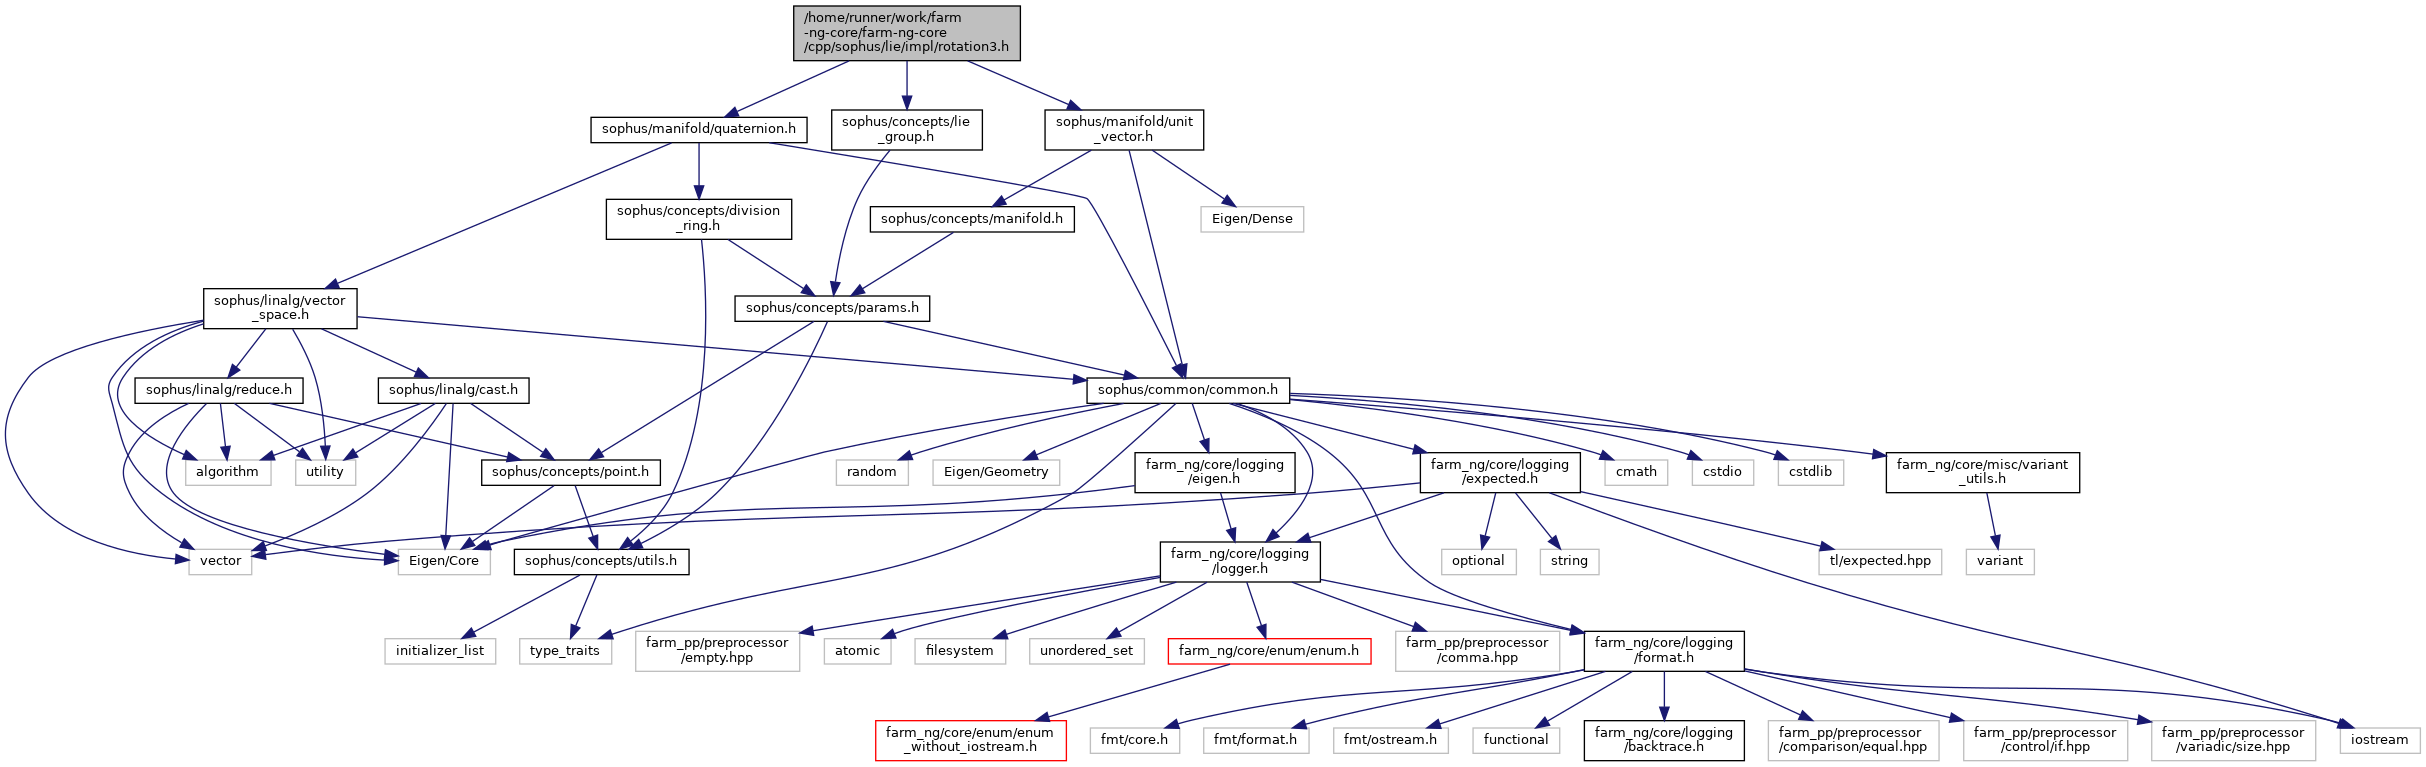 /home/runner/work/farm
-ng-core/farm-ng-core
/cpp/sophus/lie/impl/rotation3.h
sophus/manifold/quaternion.h
sophus/concepts/lie
_group.h
sophus/manifold/unit
_vector.h
sophus/concepts/division
_ring.h
sophus/concepts/manifold.h
Eigen/Dense
sophus/linalg/vector
_space.h
sophus/concepts/params.h
sophus/linalg/reduce.h
sophus/linalg/cast.h
sophus/common/common.h
algorithm
utility
sophus/concepts/point.h
random
Eigen/Geometry
farm_ng/core/logging
/eigen.h
farm_ng/core/logging
/expected.h
cmath
cstdio
cstdlib
farm_ng/core/misc/variant
_utils.h
vector
Eigen/Core
sophus/concepts/utils.h
farm_ng/core/logging
/logger.h
optional
string
tl/expected.hpp
variant
initializer_list
type_traits
farm_pp/preprocessor
/empty.hpp
atomic
filesystem
unordered_set
farm_ng/core/enum/enum.h
farm_pp/preprocessor
/comma.hpp
farm_ng/core/logging
/format.h
farm_ng/core/enum/enum
_without_iostream.h
fmt/core.h
fmt/format.h
fmt/ostream.h
functional
farm_ng/core/logging
/backtrace.h
farm_pp/preprocessor
/comparison/equal.hpp
farm_pp/preprocessor
/control/if.hpp
farm_pp/preprocessor
/variadic/size.hpp
iostream